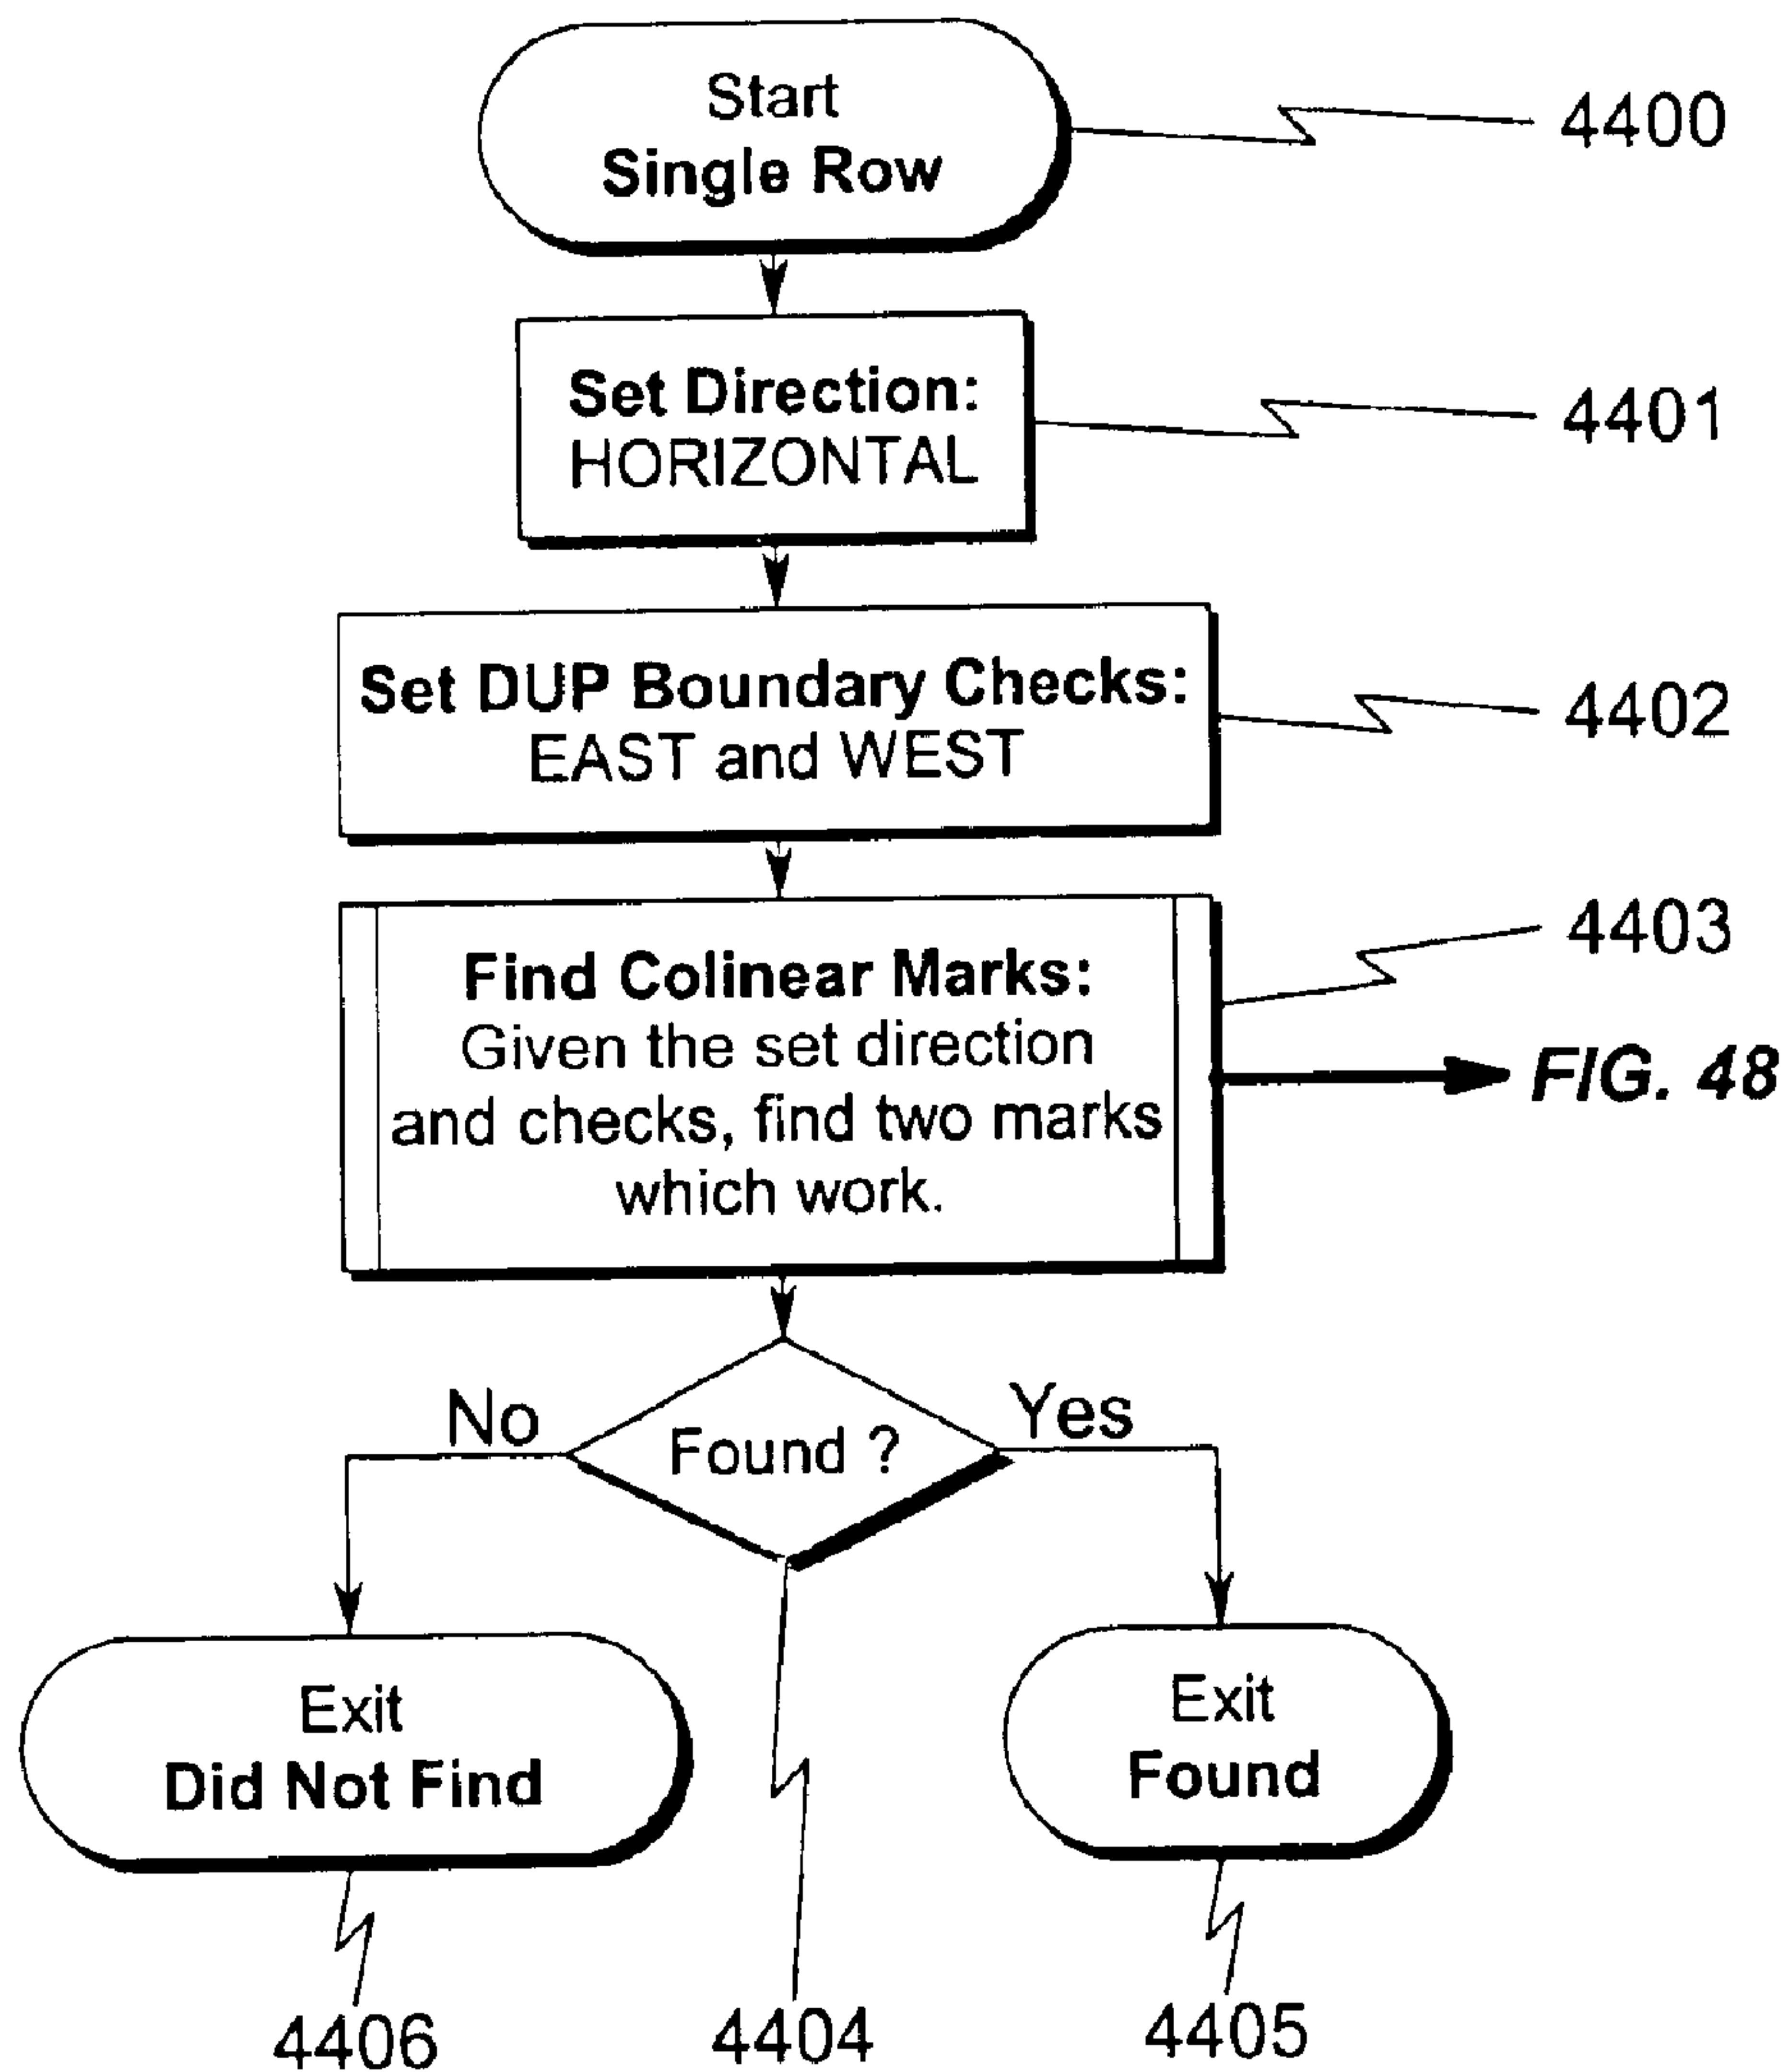 Start
Single Row
4400
Set Direction:
HORIZONTAL
4401
Set DUP Boundary Checks:
EAST and WEST
4402
Find Colinear Marks:
Given the set direction
and checks, find two marks
which work.
4403
FIG. 48
No
Found ?
Yes
Exit
Did Not Find
Exit
Found
4406
4404
4405